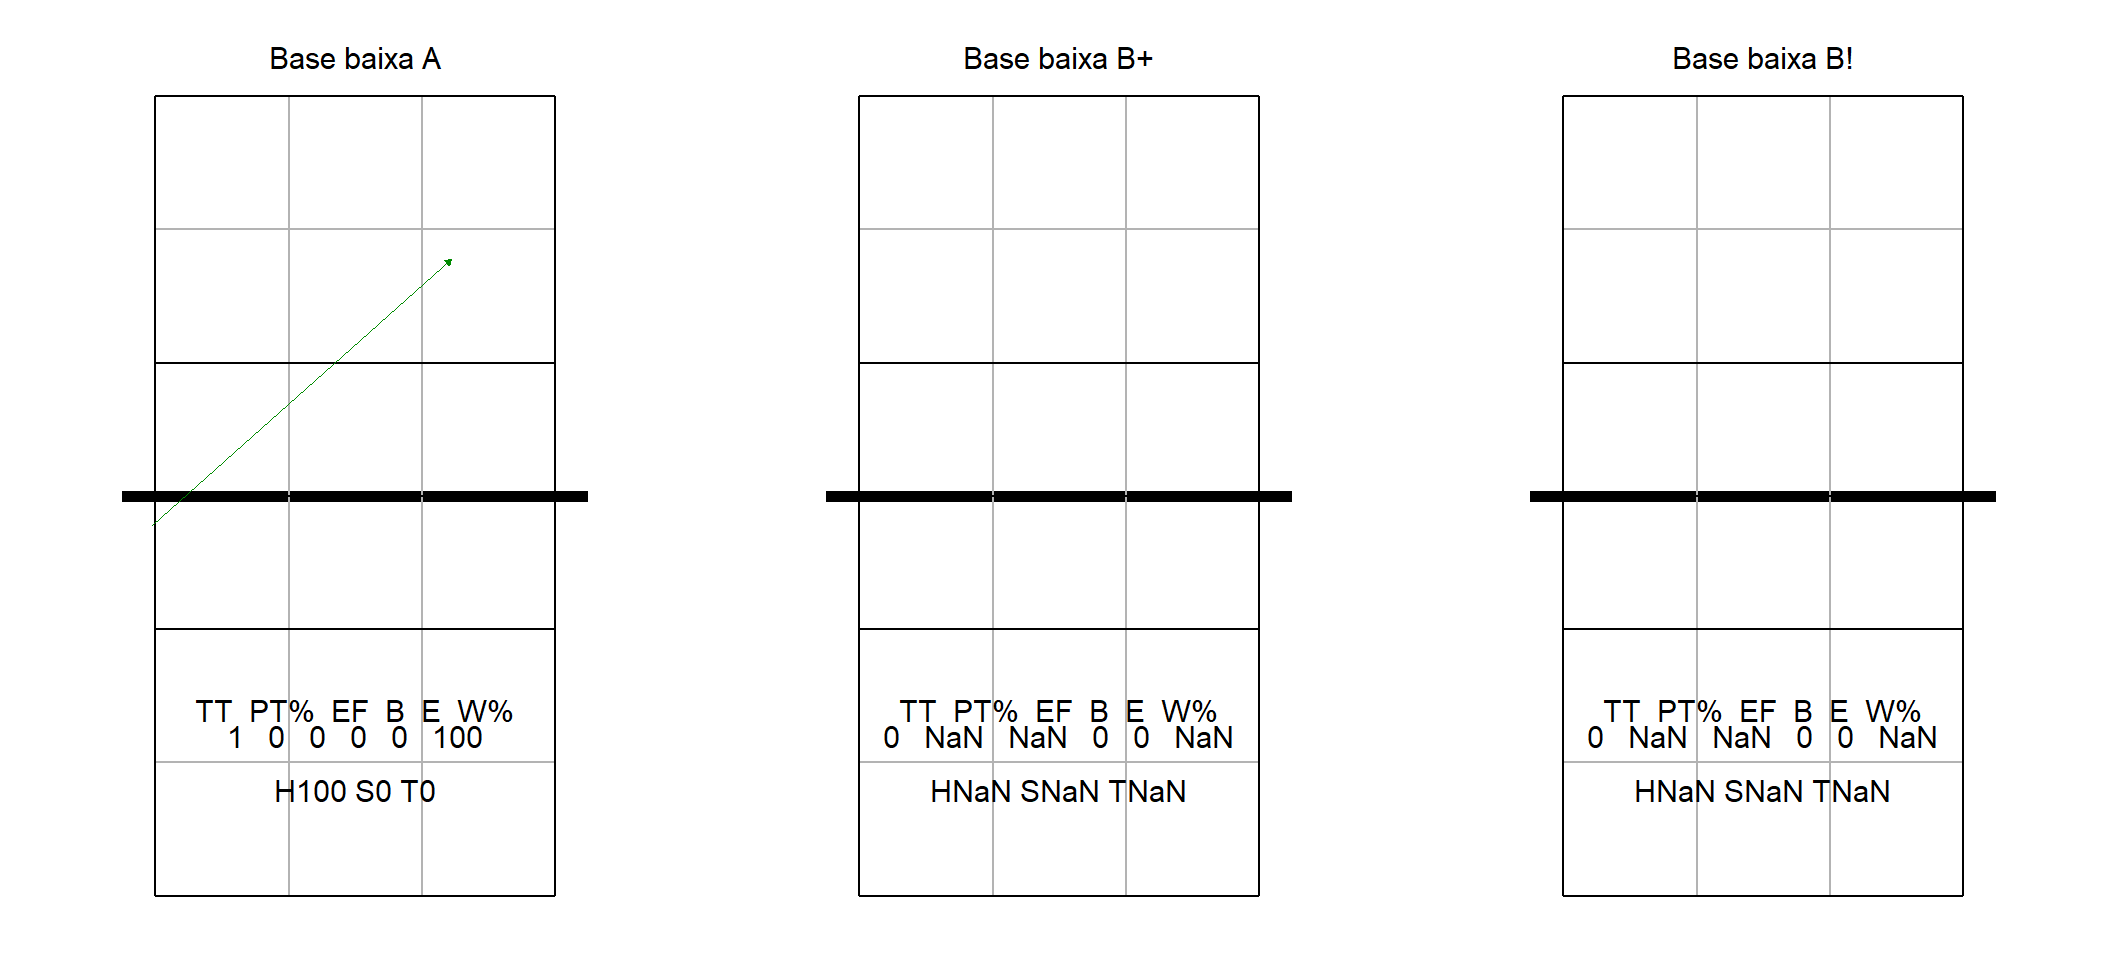 Base baixa A
TT PT% EF B E W%
1 0 0 0 0 100
H100 S0 T0
Base baixa B+
TT PT% EF B E W%
0 NaN NaN 0 0 NaN
HNaN SNaN TNaN
Base baixa B!
TT PT% EF B E W%
0 NaN NaN 0 0 NaN
HNaN SNaN TNaN